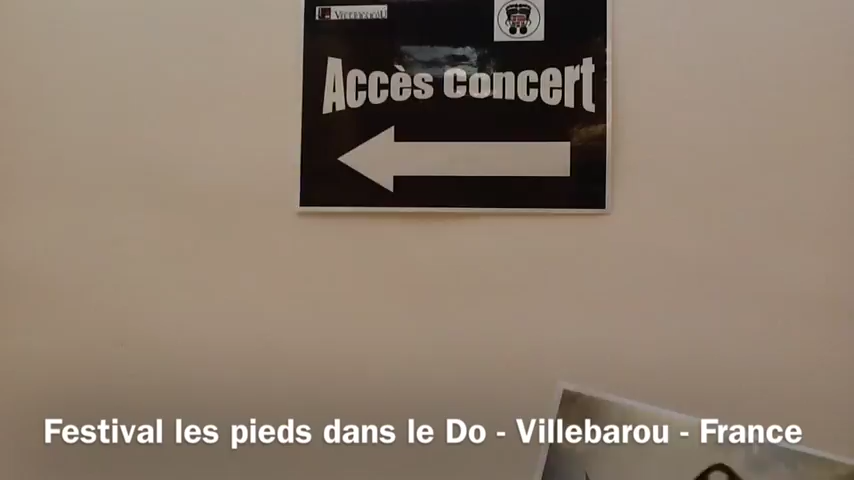 Accès concert
Festival les pieds dans le Do - Villebarou - France